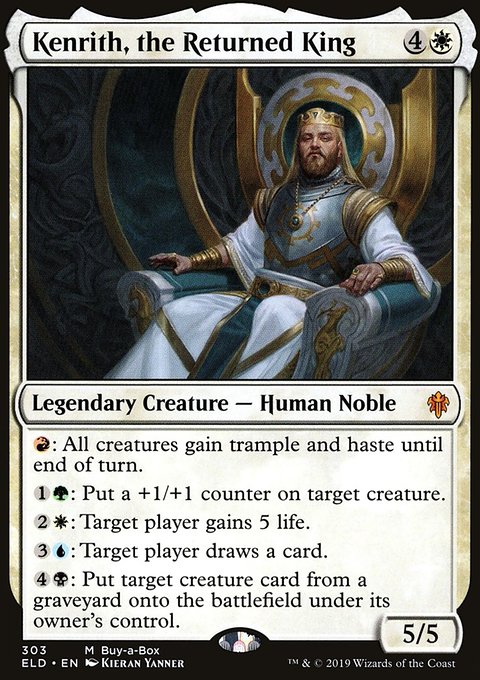 Kenrith, the Returned King 4
Legendary Creature — Human Noble
: All creatures gain trample and haste until
end of turn.
1 : Put a +1/+1 counter on target creature.
2 : Target player gains 5 life.
3 : Target player draws a card.
4 : Put target creature card from a
graveyard onto the battlefield under its
owner's control.
5/5
303 M Buy-a-Box
ELD • EN Kieran Yanner
™ & © 2019 Wizards of the Coast